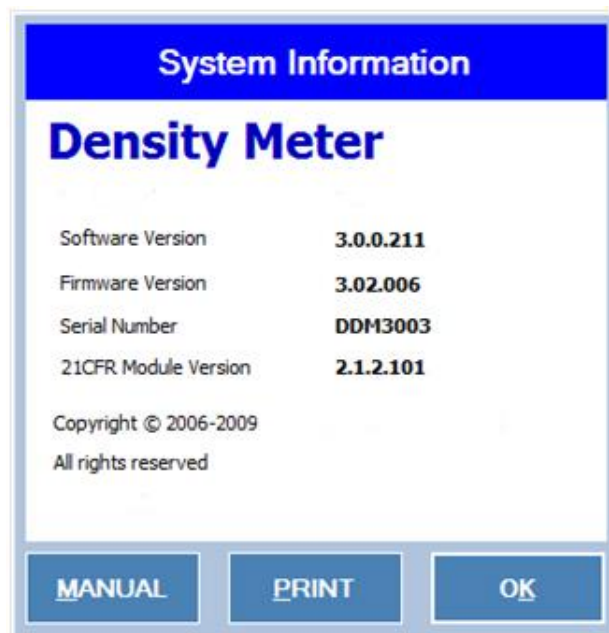 System Information
Density Meter
Software Version 3.0.0.211
Firmware Version 3.02.006
Serial Number DDM3003
21CFR Module Version 2.1.2.101
Copyright © 2006-2009
All rights reserved
MANUAL PRINT OK